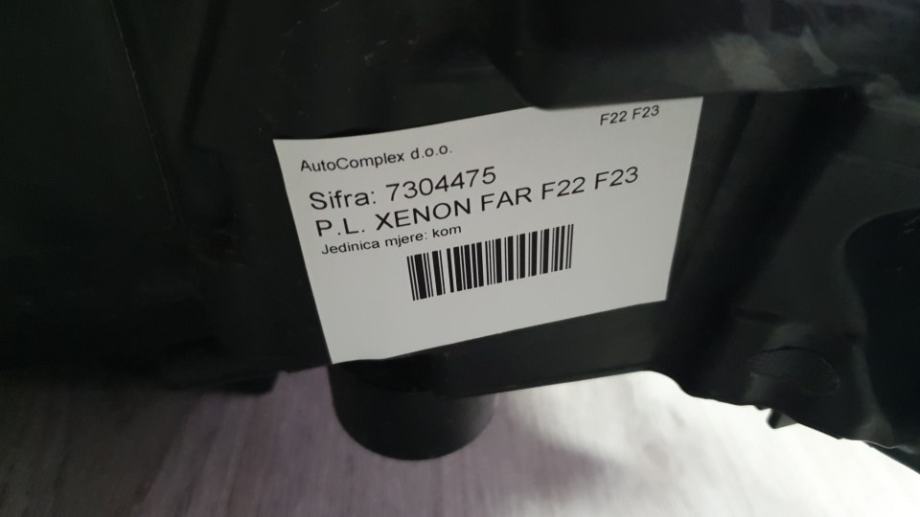 F22 F23
AutoComplex d.o.o.
Sifra: 7304475
P.L. XENON FAR F22 F23
Jedinica mjere: kom